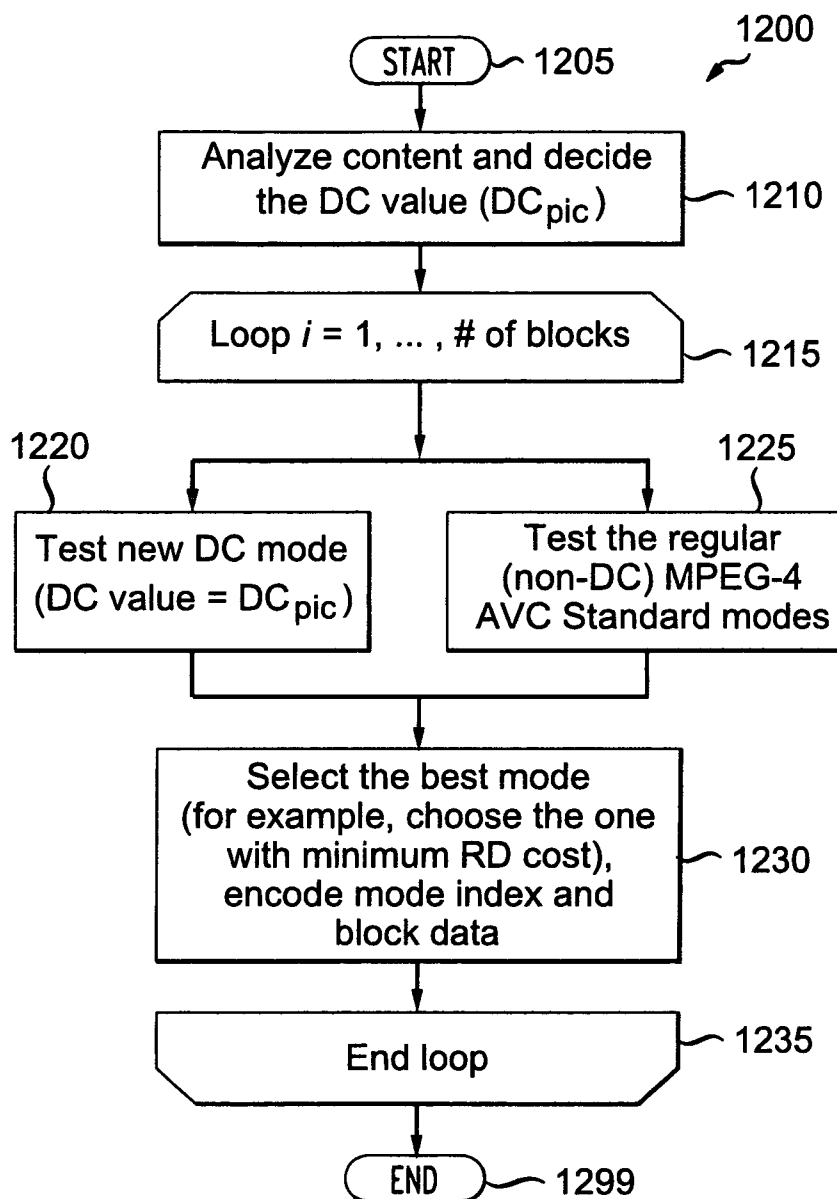 1200
START
1205
Analyze content and decide
the DC value (DCpic)
1210
Loop i = 1, ... , # of blocks
1215
1220
1225
Test new DC mode
(DC value = DCpic)
Test the regular
(non-DC) MPEG-4
AVC Standard modes
Select the best mode
(for example, choose the one
with minimum RD cost),
encode mode index and
block data
1230
End loop
1235
END
1299